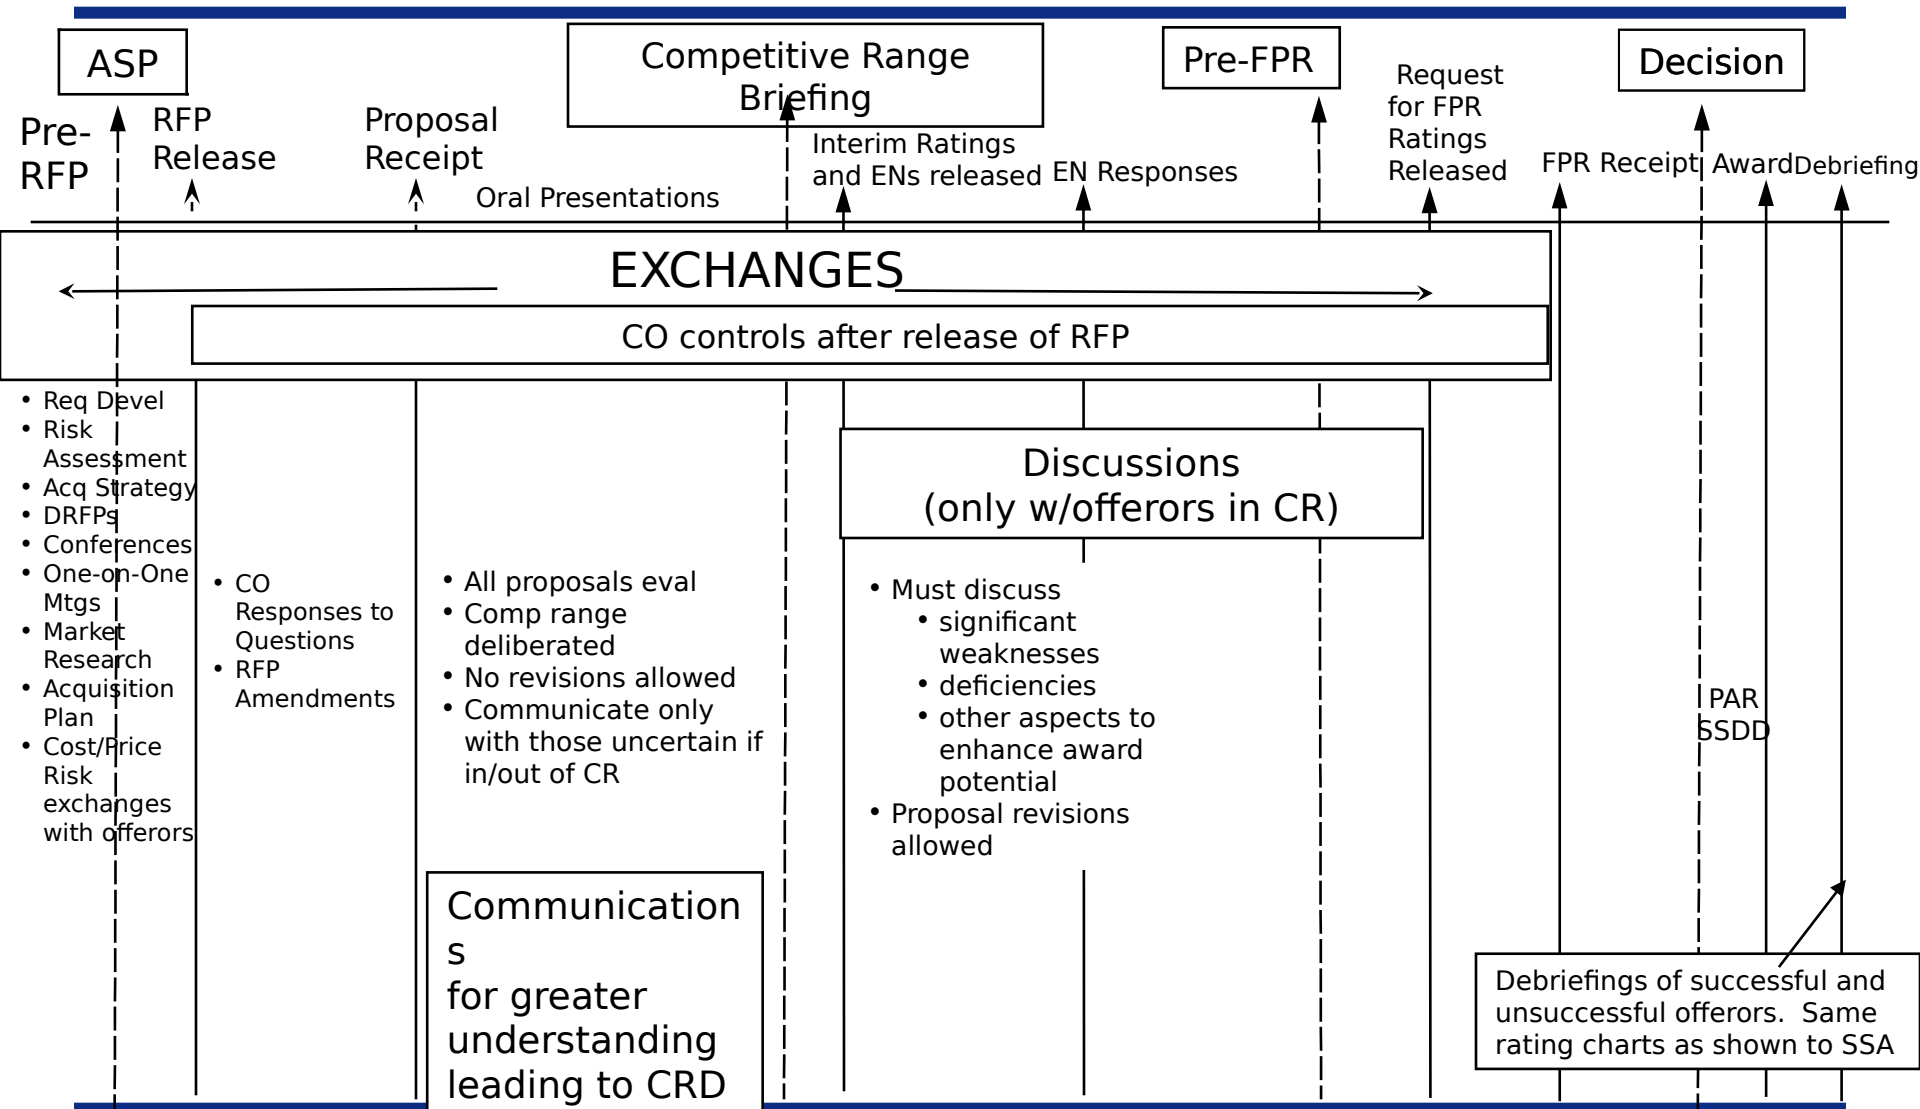 ASP
Competitive Range
Briefing
Pre-FPR
Decision
Pre-
RFP
RFP
Release
Proposal
Receipt
Oral Presentations
Interim Ratings
and ENs released
EN Responses
Request
for FPR
Ratings
Released
FPR Receipt
Award
Debriefing
EXCHANGES
CO controls after release of RFP
• Req Devel
• Risk
Assessment
• Acq Strategy
• DRFPs
• Conferences
• One-on-One
Mtgs
• Market
Research
• Acquisition
Plan
• Cost/Price
Risk
exchanges
with offerors
• CO
Responses to
Questions
• RFP
Amendments
• All proposals eval
• Comp range
deliberated
• No revisions allowed
• Communicate only
with those uncertain if
in/out of CR
Communication
s
for greater
understanding
leading to CRD
Discussions
(only w/offerors in CR)
• Must discuss
• significant
weaknesses
• deficiencies
• other aspects to
enhance award
potential
• Proposal revisions
allowed
PAR
SSDD
Debriefings of successful and
unsuccessful offerors.  Same
rating charts as shown to SSA